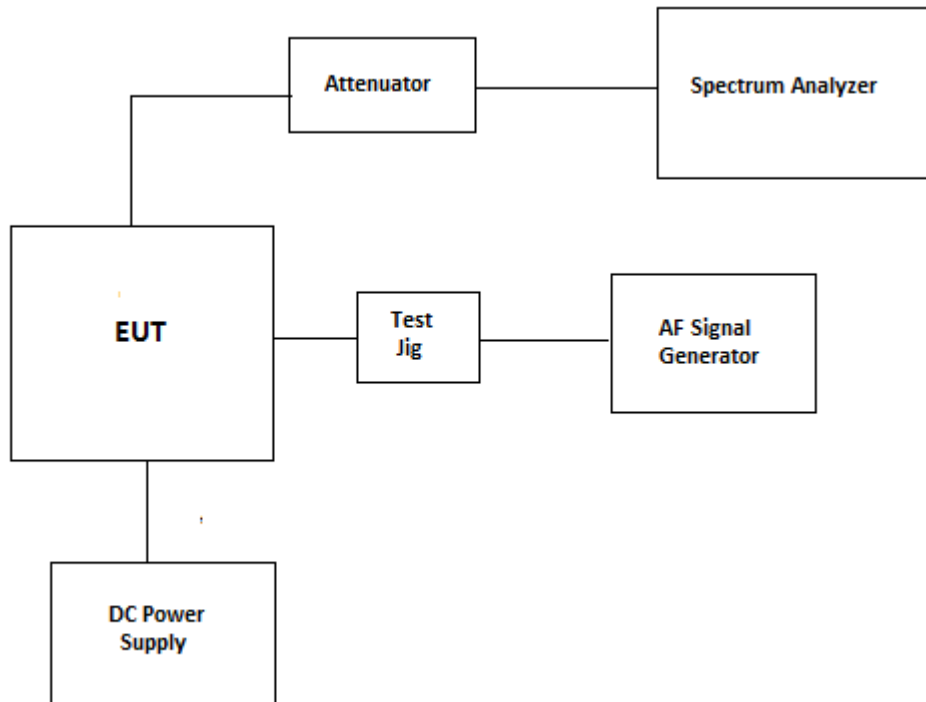 Attenuator
Spectrum Analyzer
EUT
Test
Jig
AF Signal
Generator
DC Power
Supply